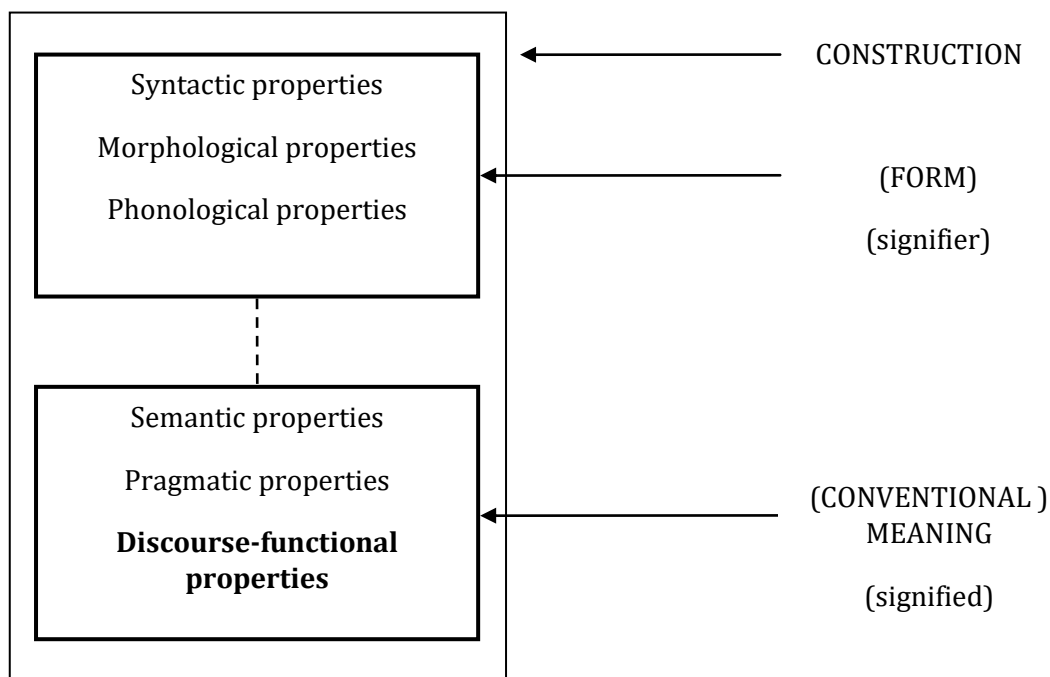 CONSTRUCTION
Syntactic properties
Morphological properties
Phonological properties
(FORM)
(signifier)
Semantic properties
Pragmatic properties
Discourse-functional
properties
(CONVENTIONAL )
MEANING
(signified)